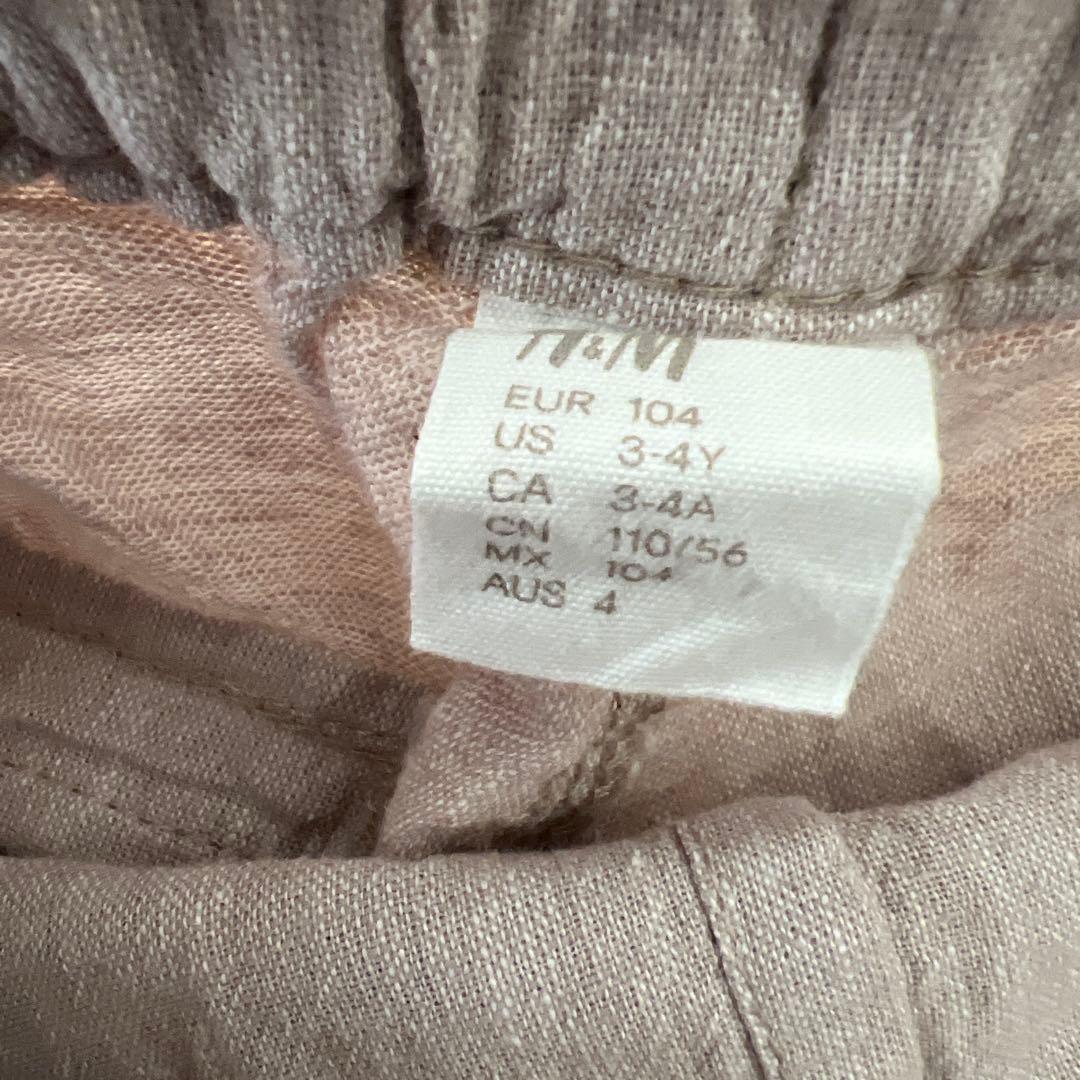 H&M
EUR 104
US 3-4Y
CA 3-4A
CN 110/56
MX 104
AUS 4